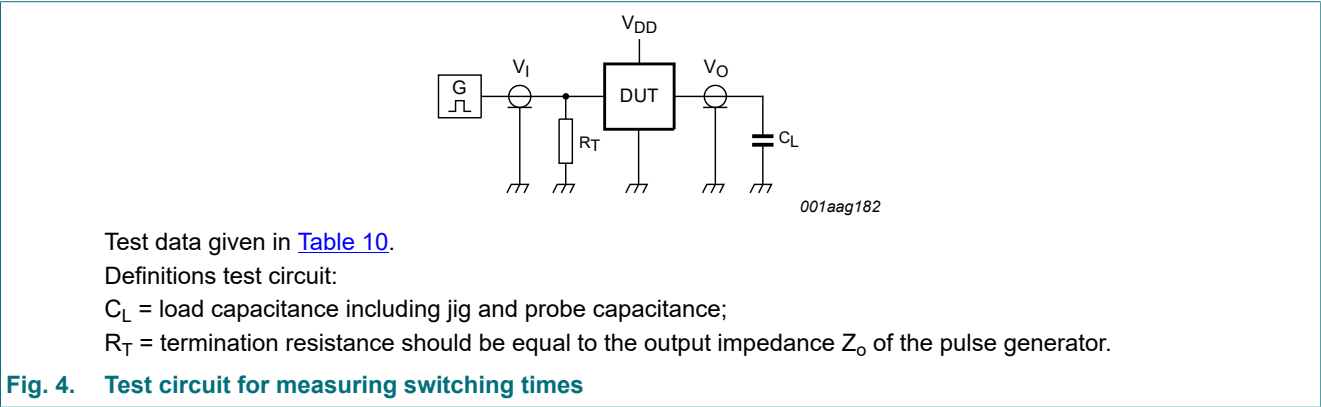 VDD
VI
VO
G
DUT
RT
CL
001aag182
Test data given in Table 10.
Definitions test circuit:
CL = load capacitance including jig and probe capacitance;
RT = termination resistance should be equal to the output impedance Zo of the pulse generator.
Fig. 4. Test circuit for measuring switching times